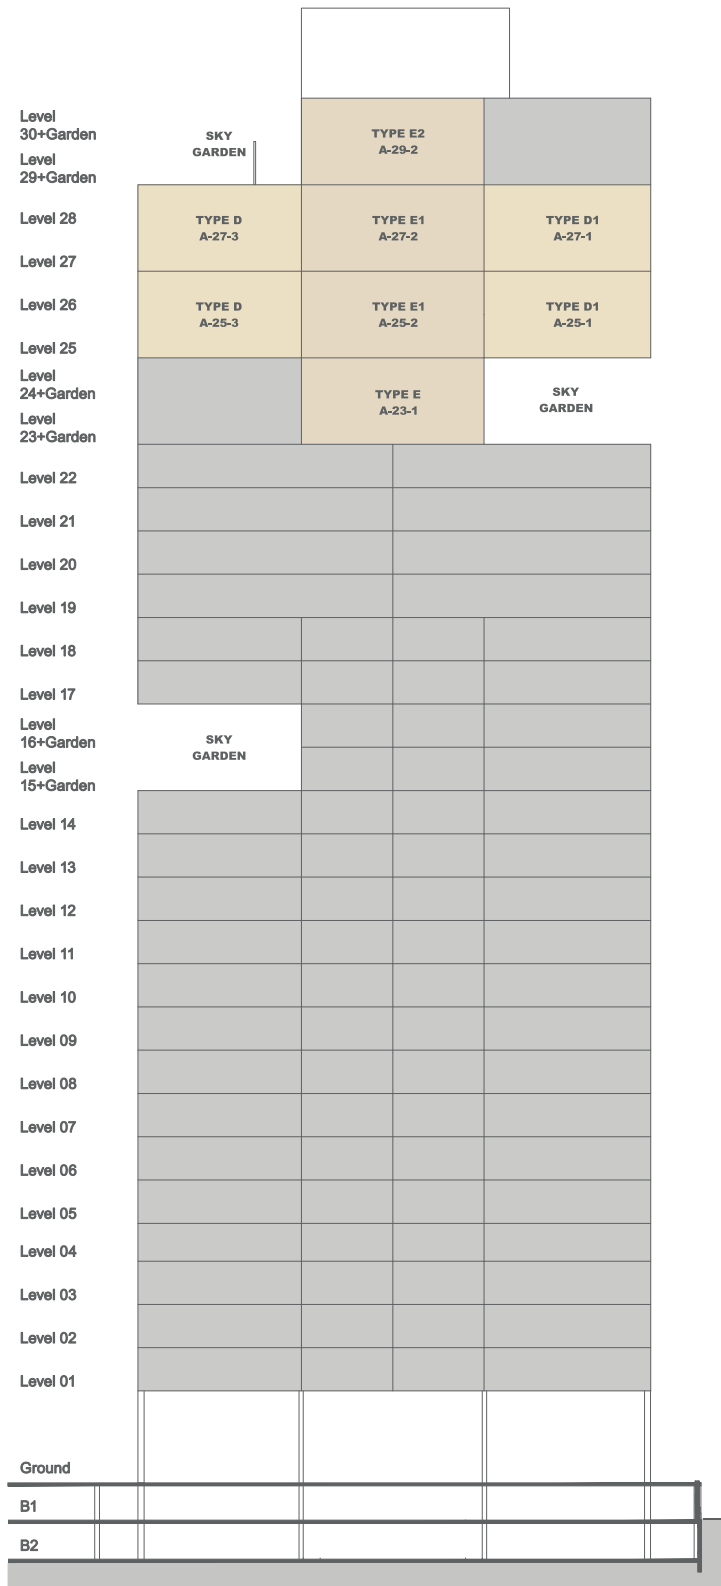 Level
30+Garden
SKY
GARDEN
TYPE E2
A-29-2
Level
29+Garden
Level 28
TYPE D
A-27-3
TYPE E1
A-27-2
TYPE D1
A-27-1
Level 27
Level 26
TYPE D
A-25-3
TYPE E1
A-25-2
TYPE D1
A-25-1
Level 25
Level
24+Garden
TYPE E
A-23-1
SKY
GARDEN
Level
23+Garden
Level 22
Level 21
Level 20
Level 19
Level 18
Level 17
Level
16+Garden
SKY
GARDEN
Level
15+Garden
Level 14
Level 13
Level 12
Level 11
Level 10
Level 09
Level 08
Level 07
Level 06
Level 05
Level 04
Level 03
Level 02
Level 01
Ground
B1
B2